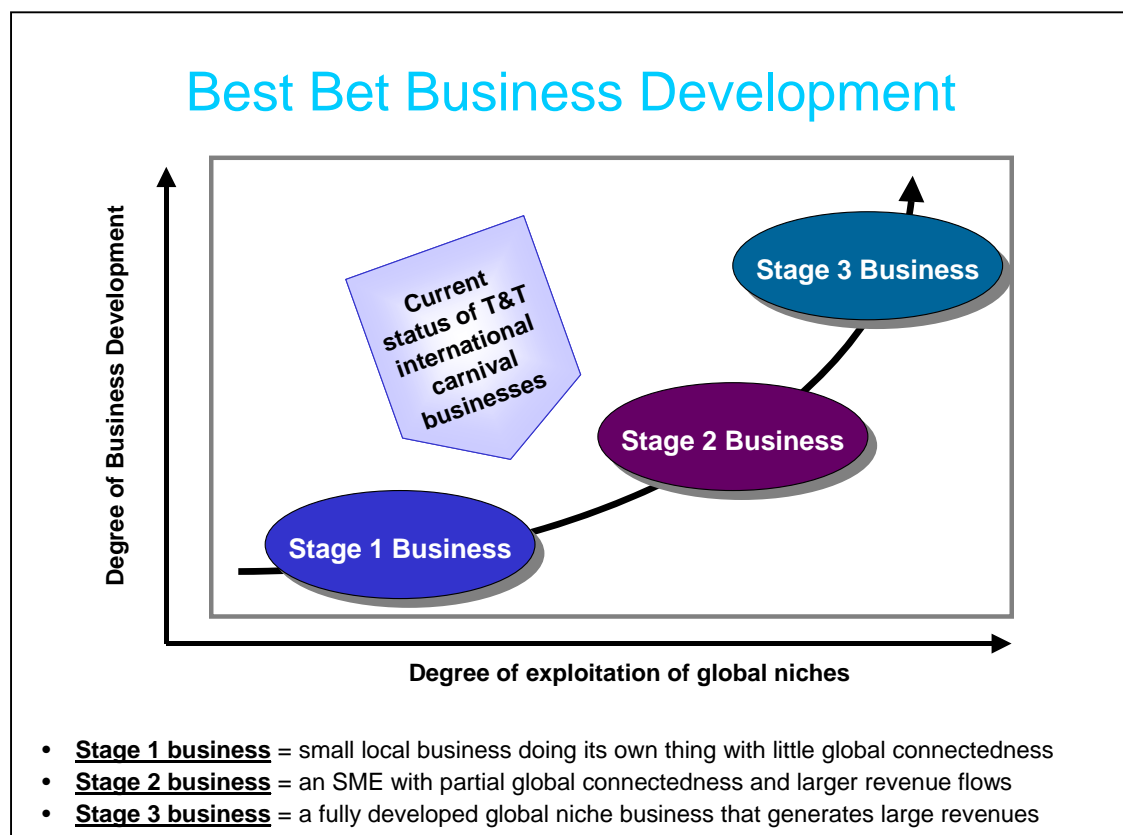 Best Bet Business Development
Degree of Business Development
Current
status of T&T
international
carnival
businesses
Stage 3 Business
Stage 2 Business
Stage 1 Business
Degree of exploitation of global niches
• Stage 1 business = small local business doing its own thing with little global connectedness
• Stage 2 business = an SME with partial global connectedness and larger revenue flows
• Stage 3 business = a fully developed global niche business that generates large revenues